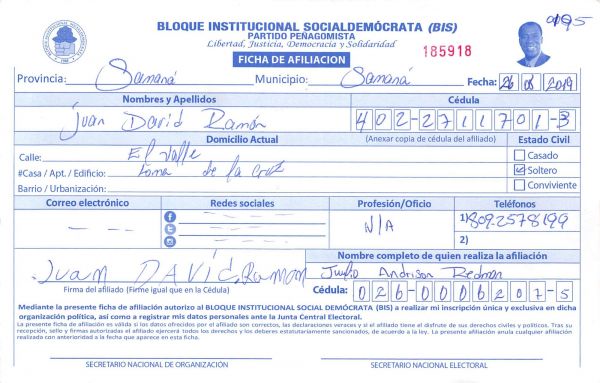 BLOQUE INSTITUCIONAL SOCIALDEMÓCRATA (BIS)
PARTIDO PEÑAGOMISTA
Libertad, Justicia, Democracia y Solidaridad
FICHA DE AFILIACION
185918
Provincia: Samaná Municipio: Samaná Fecha: 26 08 2019
Nombres y Apellidos Cédula
Juan David Ramón 402-2711701-3
Domicilio Actual (Anexar copia de cédula del afiliado) Estado Civil
Calle: El Valle
Casado
#Casa / Apt. / Edificio: Loma de la Cruz
Soltero
Barrio / Urbanización:
Conviviente
Correo electrónico Redes sociales Profesión/Oficio Teléfonos
N/A 1) 8092578199
2)
Nombre completo de quien realiza la afiliación
Juan DAVID Ramon Andrison Redman
Firma del afiliado (Firme igual que en la Cédula) Cédula: 026-0006207-5
Mediante la presente ficha de afiliación autorizo al BLOQUE INSTITUCIONAL SOCIAL DEMÓCRATA (BIS) a realizar mi inscripción única y exclusiva en dicha
organización política, así como a registrar mis datos personales ante la Junta Central Electoral.
La presente ficha de afiliación es válida si los datos ofrecidos por el afiliado son correctos, las declaraciones veraces y si el afiliado tiene el disfrute de sus derechos civiles y políticos. Tras su
recepción, selle y firmas autorizadas el afiliado ejercerá todos los derechos y los deberes estatutariamente sancionados, de acuerdo a la ley. La presente afiliación anula cualquier afiliación
realizada con anterioridad a la fecha que aparece en esta ficha.
SECRETARIO NACIONAL DE ORGANIZACIÓN SECRETARIO NACIONAL ELECTORAL